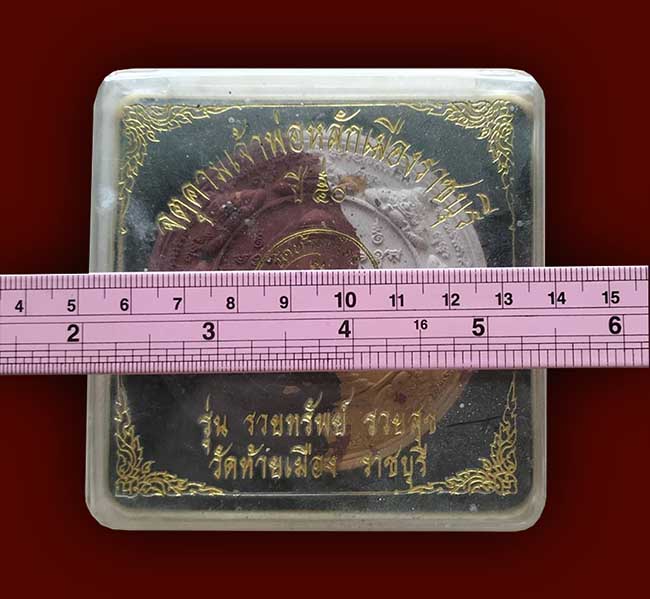 จตุคามเจ้าพ่อหลักเมืองราชบุรี
ปี ๕๐
4 5 6 7 8 9 10 11 12 13 14 15
2 3 4 16 5 6
รุ่น รวยทรัพย์ รวยสุข
วัดท้ายเมือง ราชบุรี